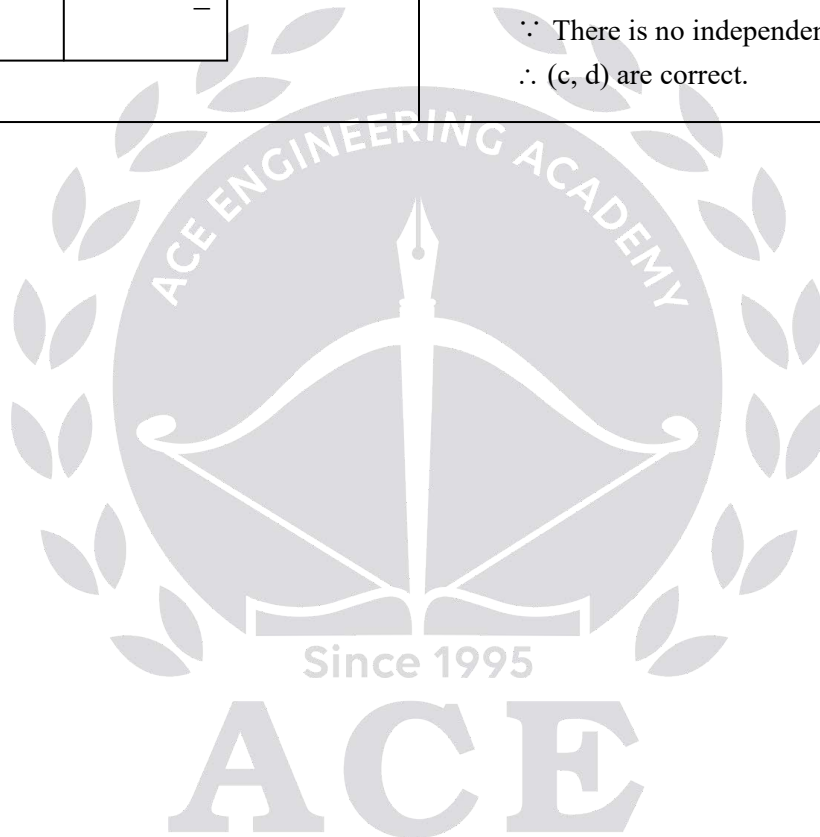 –
∵ There is no independen
∴ (c, d) are correct.
ACE ENGINEERING ACADEMY
Since 1995
ACE